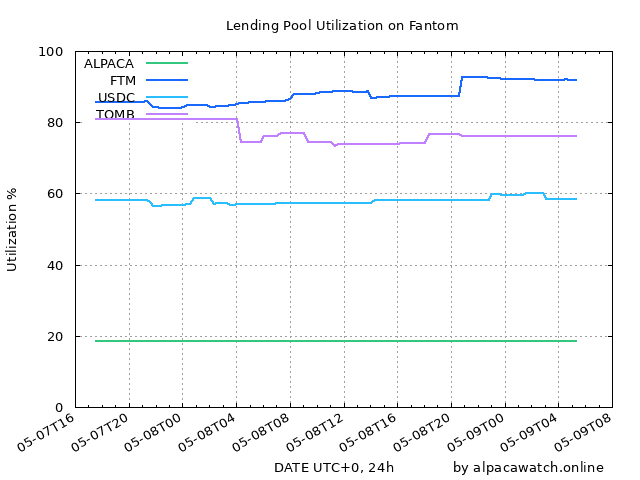 Lending Pool Utilization on Fantom
100
80
60
40
20
0
Utilization %
ALPACA
FTM
USDC
TOMB
05-07T16
05-07T20
05-08T00
05-08T04
05-08T08
05-08T12
05-08T16
05-08T20
05-09T00
05-09T04
05-09T08
DATE UTC+0, 24h
by alpacawatch.online